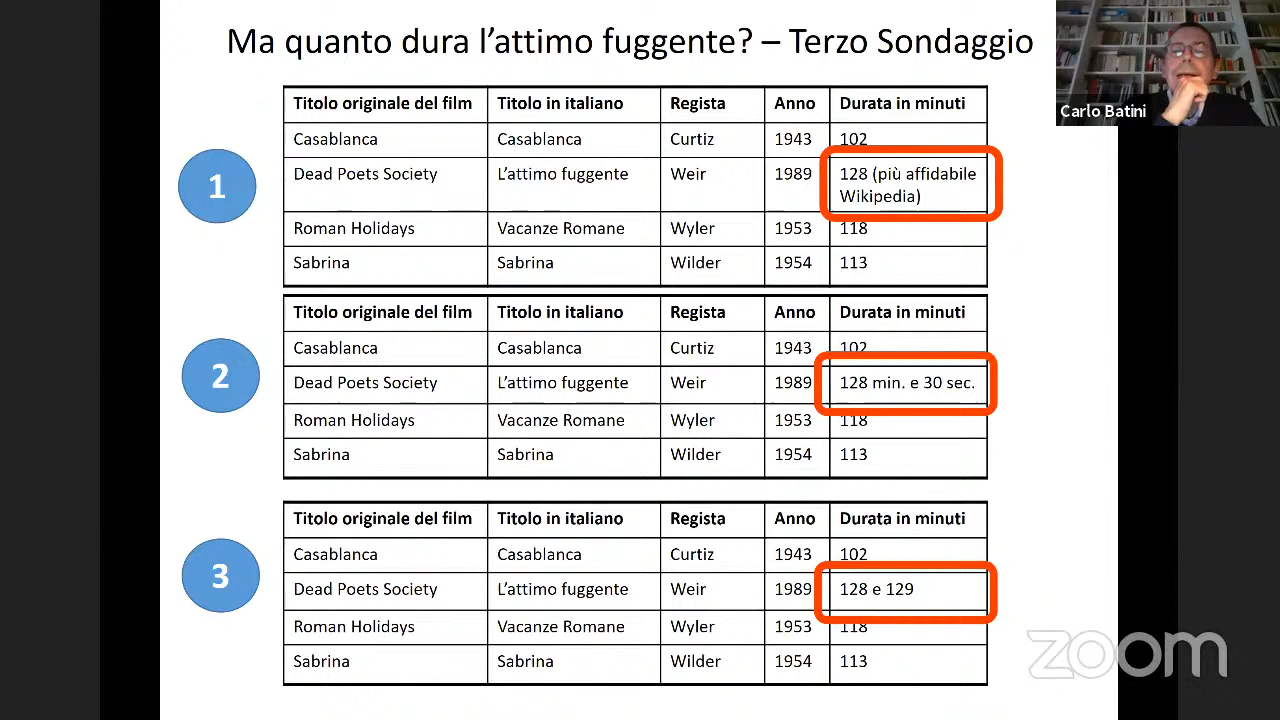 Ma quanto dura l’attimo fuggente? – Terzo Sondaggio
Carlo Batini
1
Titolo originale del film Titolo in italiano Regista Anno Durata in minuti
Casablanca Casablanca Curtiz 1943 102
Dead Poets Society L’attimo fuggente Weir 1989 128 (più affidabile
Wikipedia)
Roman Holidays Vacanze Romane Wyler 1953 118
Sabrina Sabrina Wilder 1954 113
2
Titolo originale del film Titolo in italiano Regista Anno Durata in minuti
Casablanca Casablanca Curtiz 1943 102
Dead Poets Society L’attimo fuggente Weir 1989 128 min. e 30 sec.
Roman Holidays Vacanze Romane Wyler 1953 118
Sabrina Sabrina Wilder 1954 113
3
Titolo originale del film Titolo in italiano Regista Anno Durata in minuti
Casablanca Casablanca Curtiz 1943 102
Dead Poets Society L’attimo fuggente Weir 1989 128 e 129
Roman Holidays Vacanze Romane Wyler 1953 118
Sabrina Sabrina Wilder 1954 113
zoom